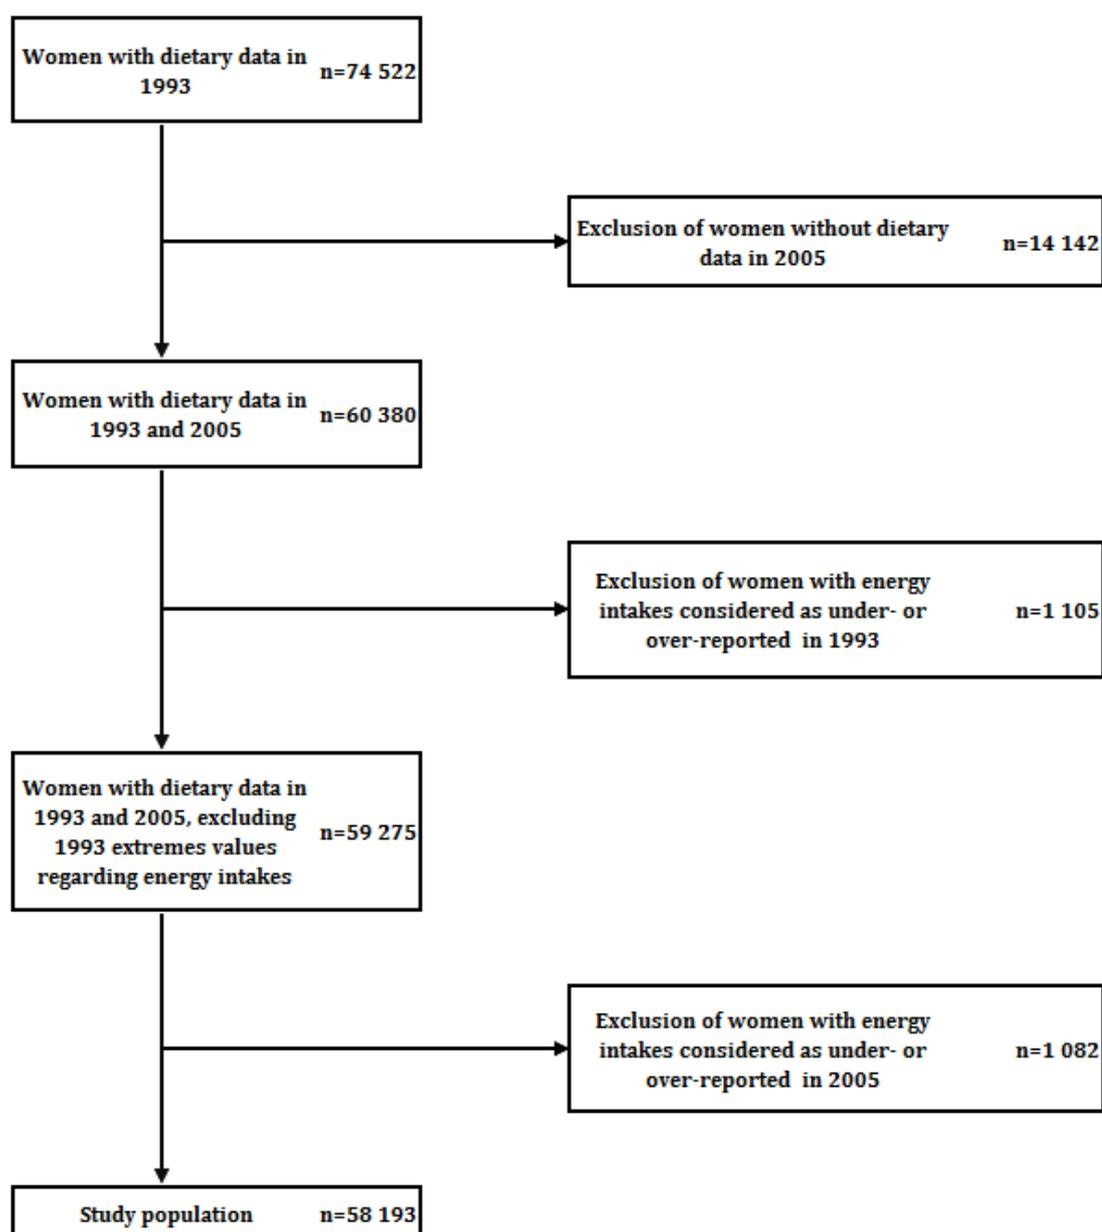 Women with dietary data in
1993
n=74 522
Exclusion of women without dietary
data in 2005
n=14 142
Women with dietary data in
1993 and 2005
n=60 380
Exclusion of women with energy
intakes considered as under- or
over-reported  in 1993
n=1 105
Women with dietary data in
1993 and 2005, excluding
1993 extremes values
regarding energy intakes
n=59 275
Exclusion of women with energy
intakes considered as under- or
over-reported  in 2005
n=1 082
Study population
n=58 193